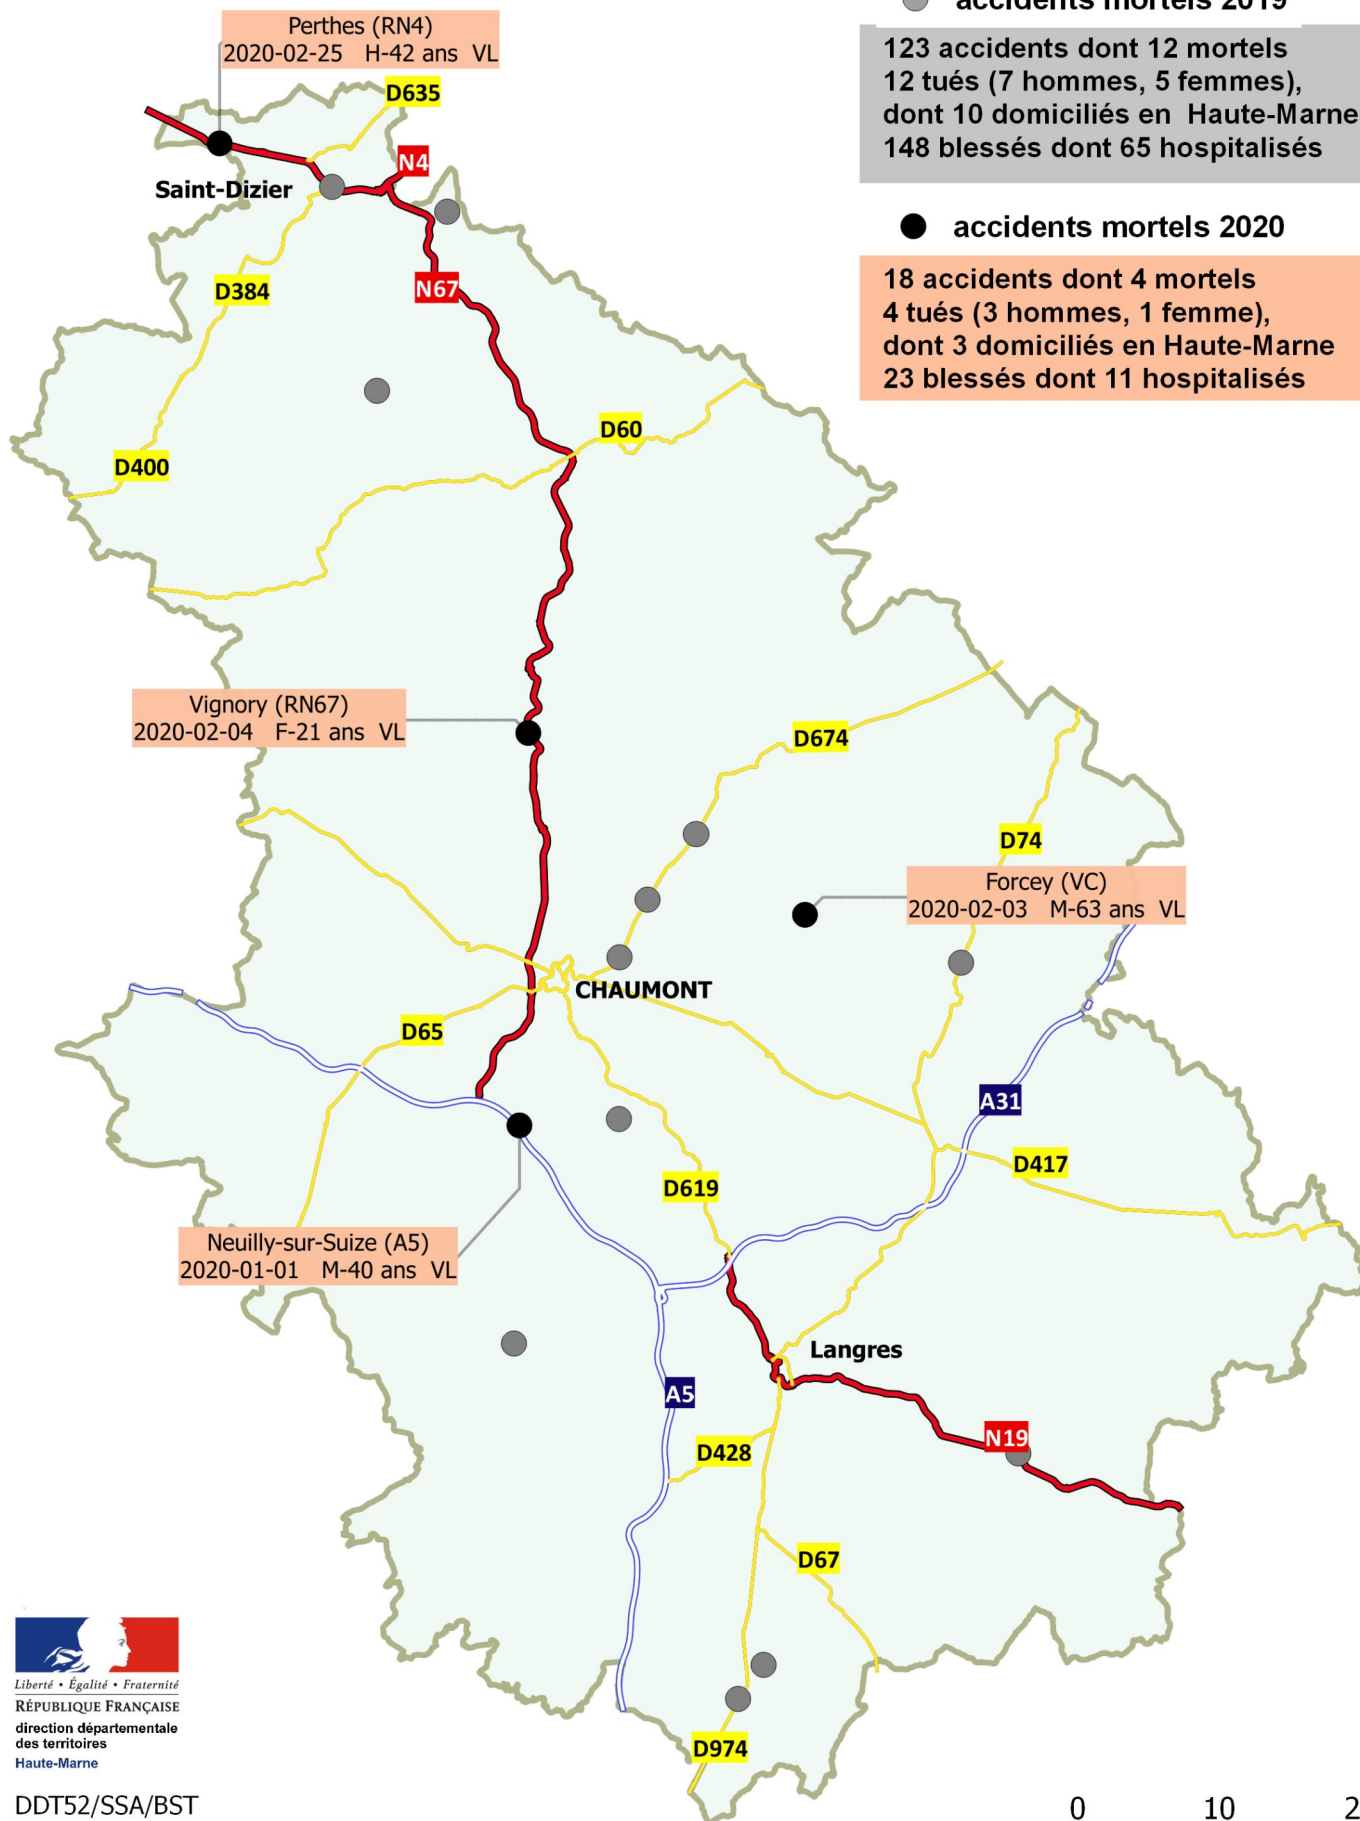 accidents mortels 2019
Perthes (RN4)
2020-02-25 H-42 ans VL
123 accidents dont 12 mortels
12 tués (7 hommes, 5 femmes),
dont 10 domiciliés en Haute-Marne
148 blessés dont 65 hospitalisés
D635
N4
Saint-Dizier
accidents mortels 2020
18 accidents dont 4 mortels
4 tués (3 hommes, 1 femme),
dont 3 domiciliés en Haute-Marne
23 blessés dont 11 hospitalisés
D384
N67
D60
D400
Vignory (RN67)
2020-02-04 F-21 ans VL
D674
D74
Forcey (VC)
2020-02-03 M-63 ans VL
CHAUMONT
D65
A31
D417
D619
Neuilly-sur-Suize (A5)
2020-01-01 M-40 ans VL
Langres
A5
N19
D428
D67
D974
Liberté • Égalité • Fraternité
RÉPUBLIQUE FRANÇAISE
direction départementale
des territoires
Haute-Marne
DDT52/SSA/BST
0 10 2